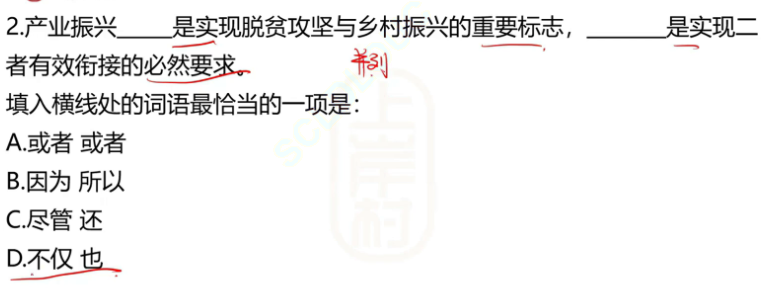 2.产业振兴_____是实现脱贫攻坚与乡村振兴的重要标志，_______是实现二
者有效衔接的必然要求。
并列
填入横线处的词语最恰当的一项是：
A.或者 或者
B.因为 所以
C.尽管 还
D.不仅 也
上岸村